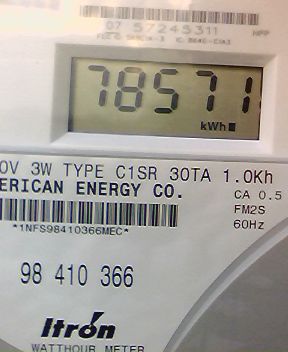 07 57245311
78571
kWh
0V 3W TYPE C1SR 30TA 1.0Kh
ERICAN ENERGY CO.
CA 0.5
FM2S
*1NFS98410366MEC*
60Hz
98 410 366
Itron
WATTHOUR METER